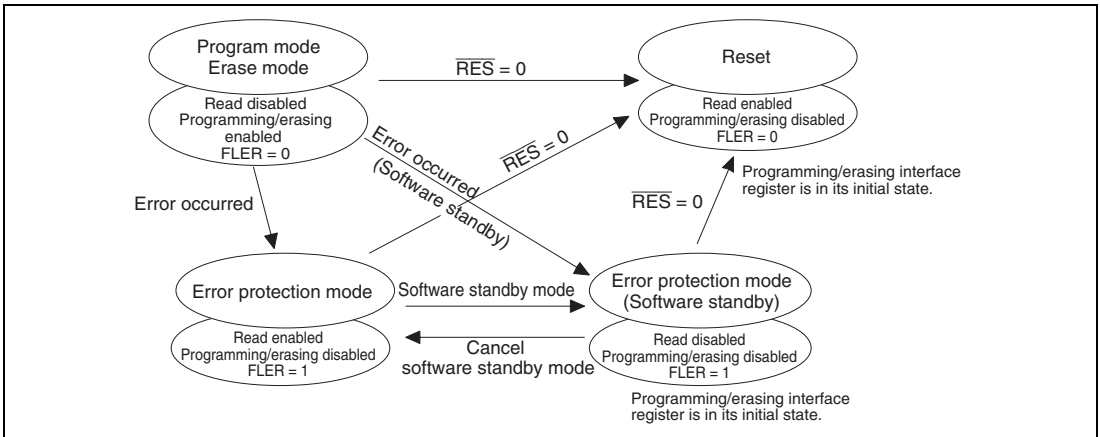 Program mode
Erase mode
Read disabled
Programming/erasing
enabled
FLER = 0
RES = 0
Reset
Read enabled
Programming/erasing disabled
FLER = 0
Programming/erasing interface
register is in its initial state.
Error occurred
Error occurred
(Software standby)
RES = 0
RES = 0
Error protection mode
Read enabled
Programming/erasing disabled
FLER = 1
Software standby mode
Cancel
software standby mode
Error protection mode
(Software standby)
Read disabled
Programming/erasing disabled
FLER = 1
Programming/erasing interface
register is in its initial state.